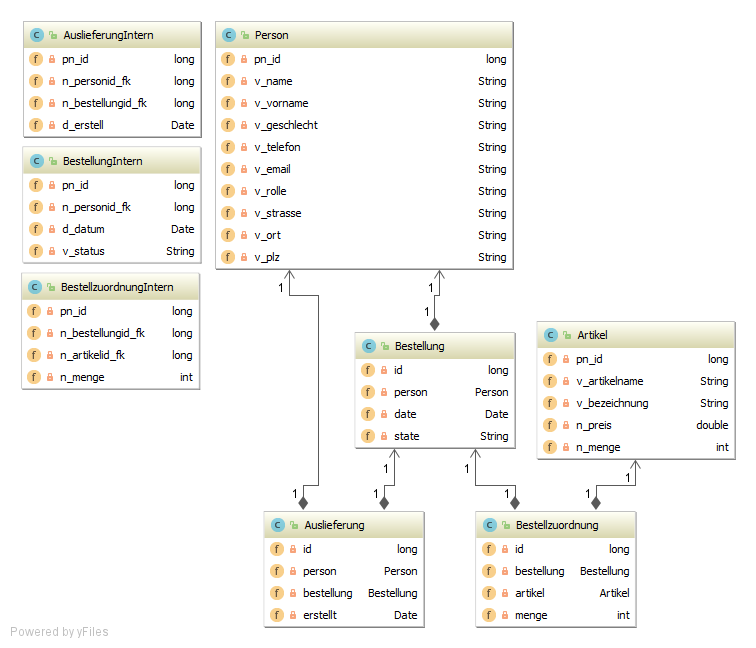 AuslieferungIntern
pn_id long
n_personid_fk long
n_bestellungid_fk long
d_erstell Date
BestellungIntern
pn_id long
n_personid_fk long
d_datum Date
v_status String
BestellzuordnungIntern
pn_id long
n_bestellungid_fk long
n_artikelid_fk long
n_menge int
Person
pn_id long
v_name String
v_vorname String
v_geschlecht String
v_telefon String
v_email String
v_rolle String
v_strasse String
v_ort String
v_plz String
1
1
1
Bestellung
id long
person Person
date Date
state String
Artikel
pn_id long
v_artikelname String
v_bezeichnung String
n_preis double
n_menge int
1
1
1
1
1
1
1
Auslieferung
id long
person Person
bestellung Bestellung
erstellt Date
Bestellzuordnung
id long
bestellung Bestellung
artikel Artikel
menge int
Powered by yFiles